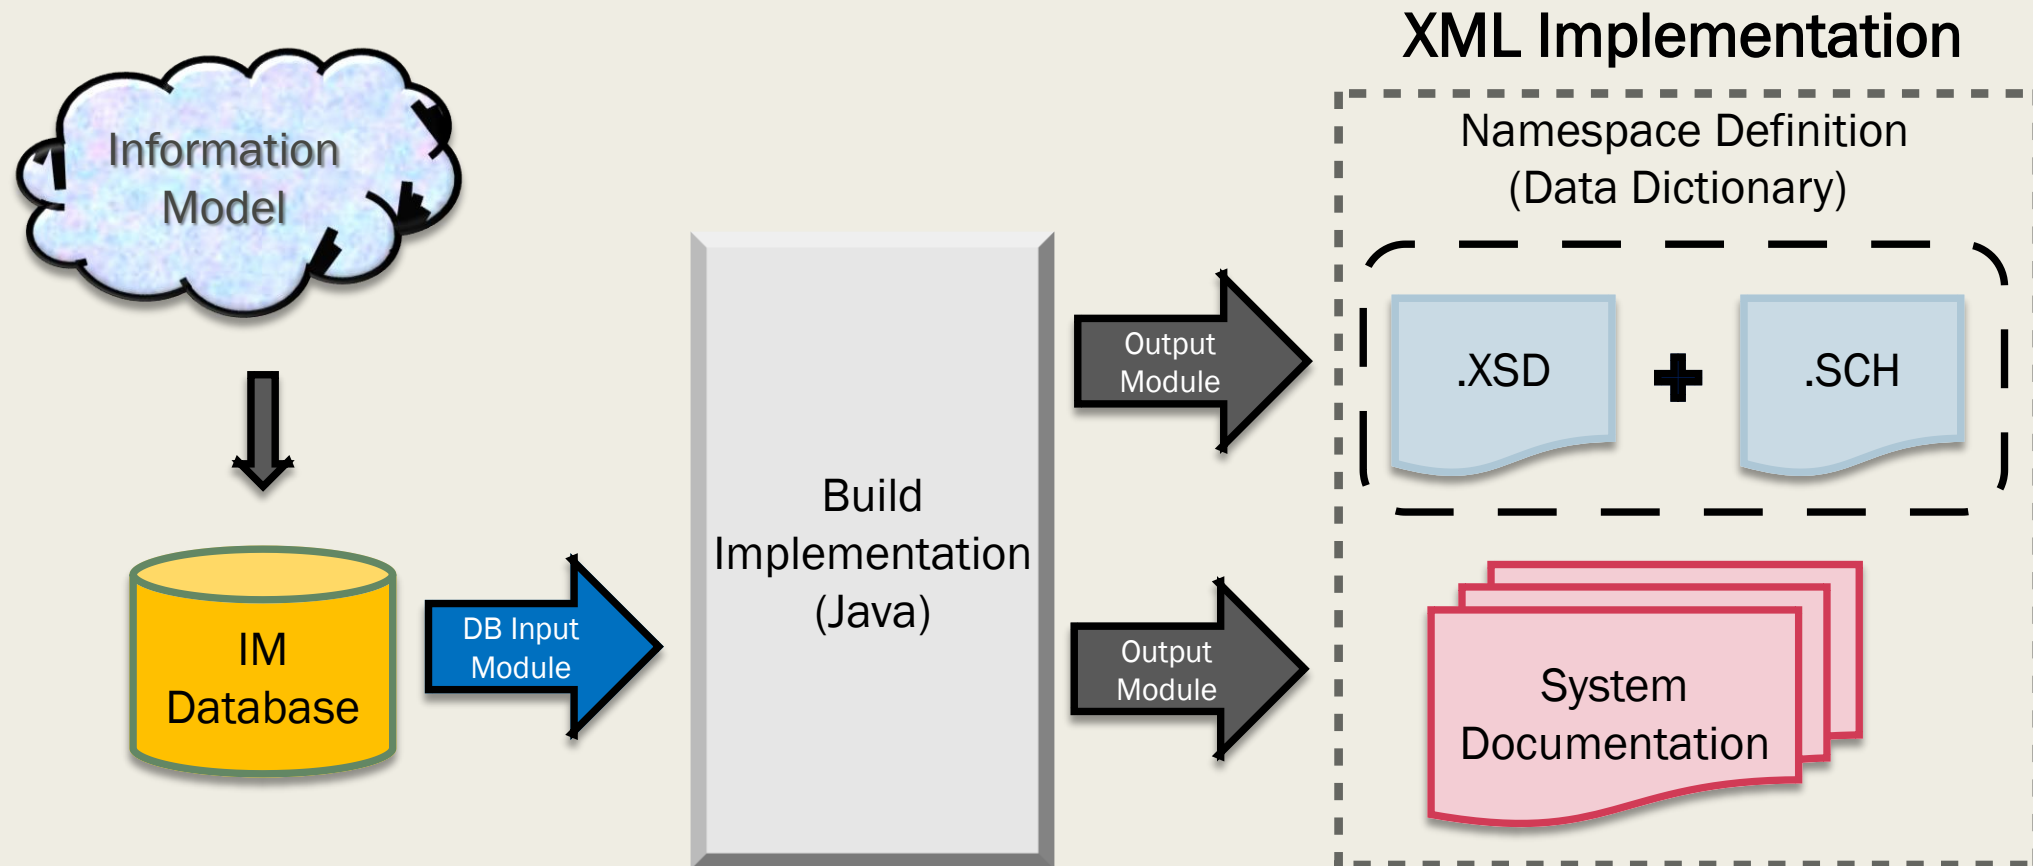 XML Implementation
Information
Model
Namespace Definition
(Data Dictionary)
Output
Module
.XSD
.SCH
Build
Implementation
(Java)
IM
Database
DB Input
Module
Output
Module
System
Documentation